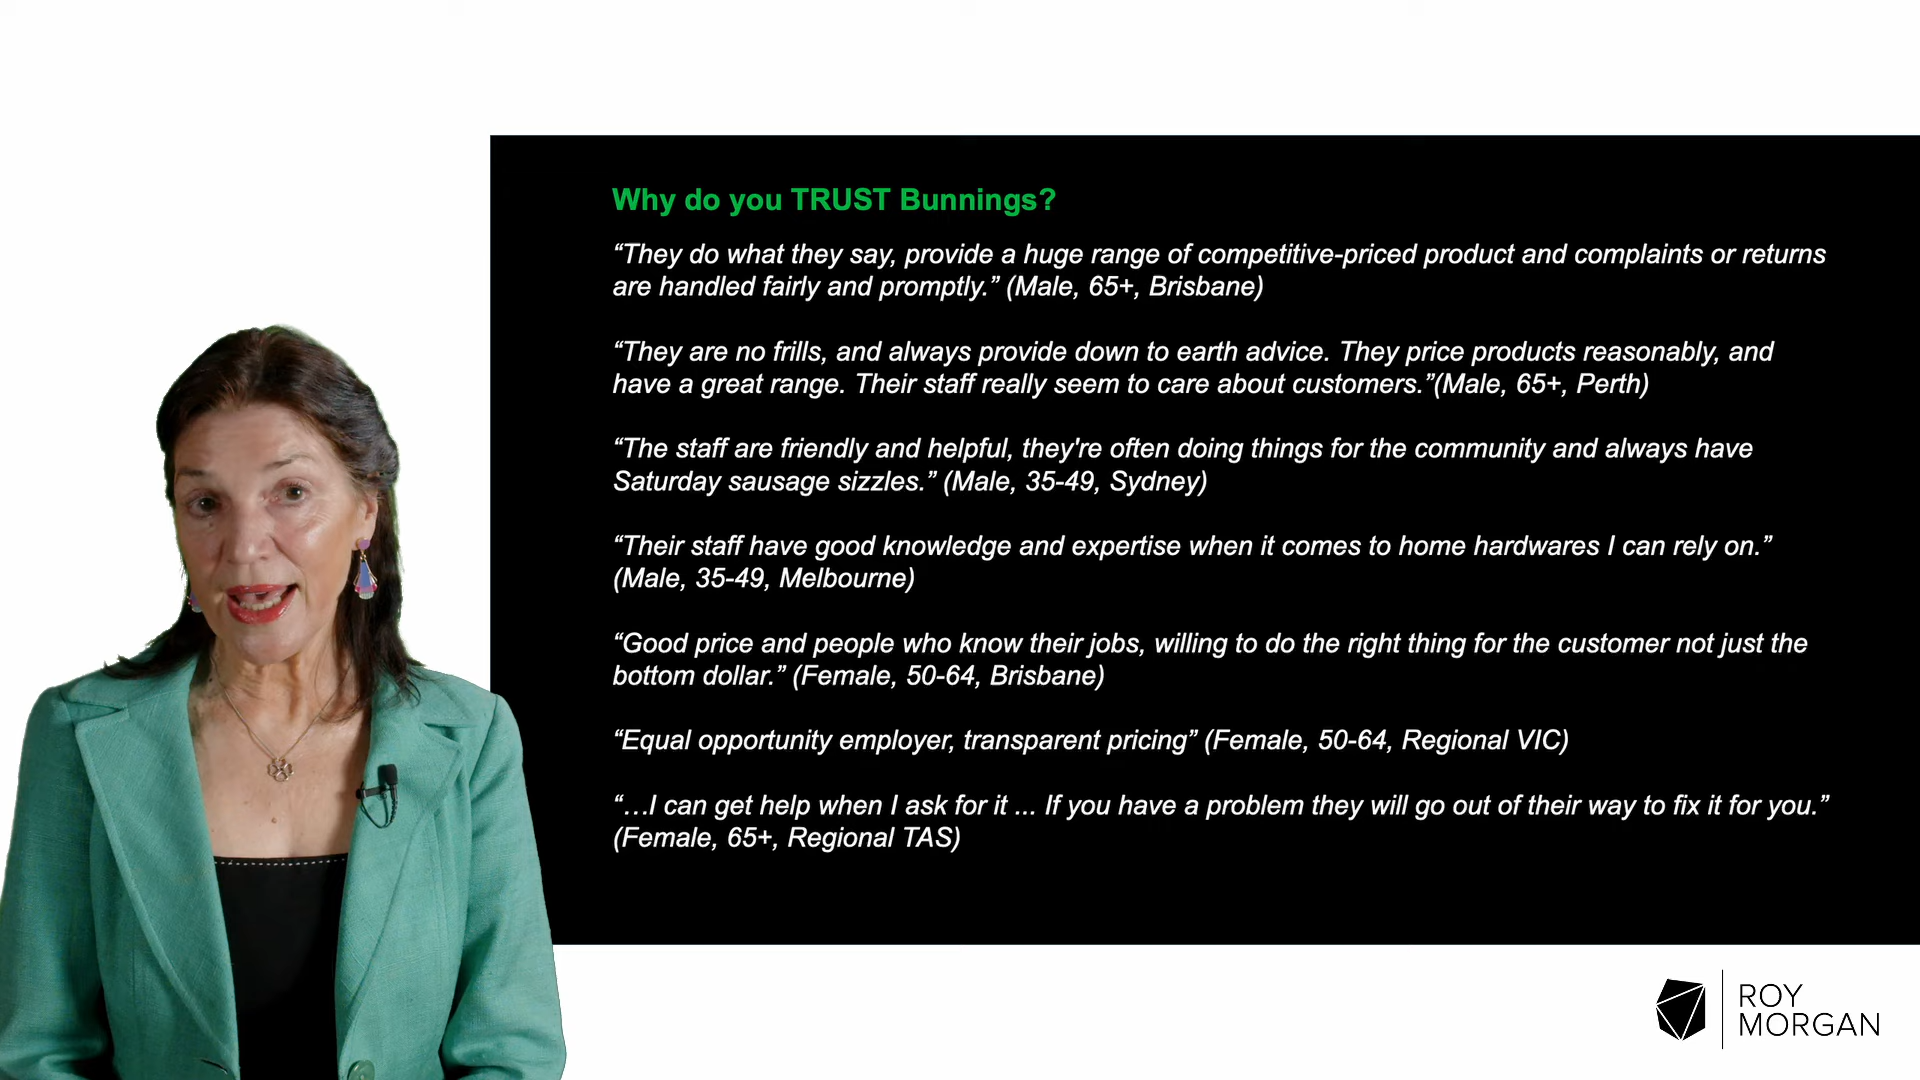 Why do you TRUST Bunnings?
“They do what they say, provide a huge range of competitive-priced product and complaints or returns
are handled fairly and promptly.” (Male, 65+, Brisbane)
“They are no frills, and always provide down to earth advice. They price products reasonably, and
have a great range. Their staff really seem to care about customers.”(Male, 65+, Perth)
“The staff are friendly and helpful, they're often doing things for the community and always have
Saturday sausage sizzles.” (Male, 35-49, Sydney)
“Their staff have good knowledge and expertise when it comes to home hardwares I can rely on.”
(Male, 35-49, Melbourne)
“Good price and people who know their jobs, willing to do the right thing for the customer not just the
bottom dollar.” (Female, 50-64, Brisbane)
“Equal opportunity employer, transparent pricing” (Female, 50-64, Regional VIC)
“…I can get help when I ask for it ... If you have a problem they will go out of their way to fix it for you.”
(Female, 65+, Regional TAS)
ROY
MORGAN